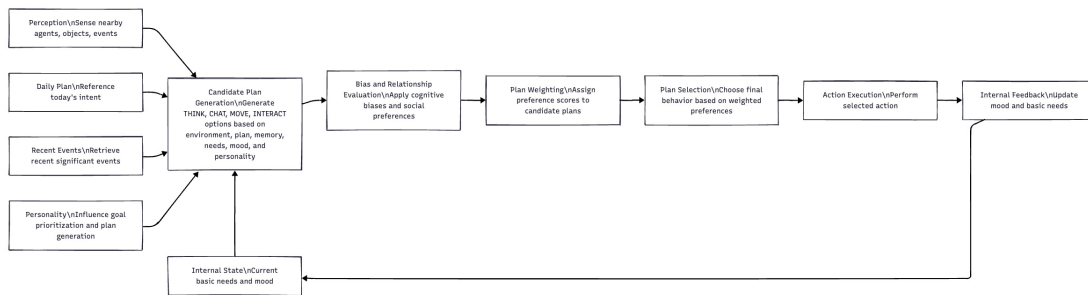 Perception\nSense nearby
agents, objects, events
Daily Plan\nReference
today's intent
Recent Events\nRetrieve
recent significant events
Personality\nInfluence goal
prioritization and plan
generation
Candidate Plan
Generation\nGenerate
THINK, CHAT, MOVE, INTERACT
options based on
environment, plan, memory,
needs, mood, and
personality
Internal State\nCurrent
basic needs and mood
Bias and Relationship
Evaluation\nApply cognitive
biases and social
preferences
Plan Weighting\nAssign
preference scores to
candidate plans
Plan Selection\nChoose final
behavior based on weighted
preferences
Action Execution\nPerform
selected action
Internal Feedback\nUpdate
mood and basic needs